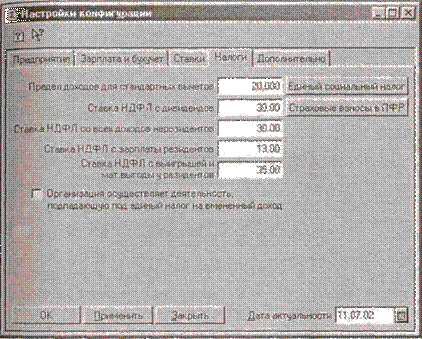 Настройки конфигурации
Предприятие Зарплата и бухучет Ставки Налоги Дополнительно
Предел доходов для стандартных вычетов 20,000 Единый социальный налог
Ставка НДФЛ с дивидендов 30.00 Страховые взносы в ПФР
Ставка НДФЛ со всех доходов нерезидентов 30.00
Ставка НДФЛ с зарплаты резидентов 13.00
Ставка НДФЛ с выигрышей и
мат.выгоды у резидентов 35.00
Организация осуществляет деятельность,
подпадающую под единый налог на вмененный доход
OK Применить Закрыть Дата актуальности 11.07.02